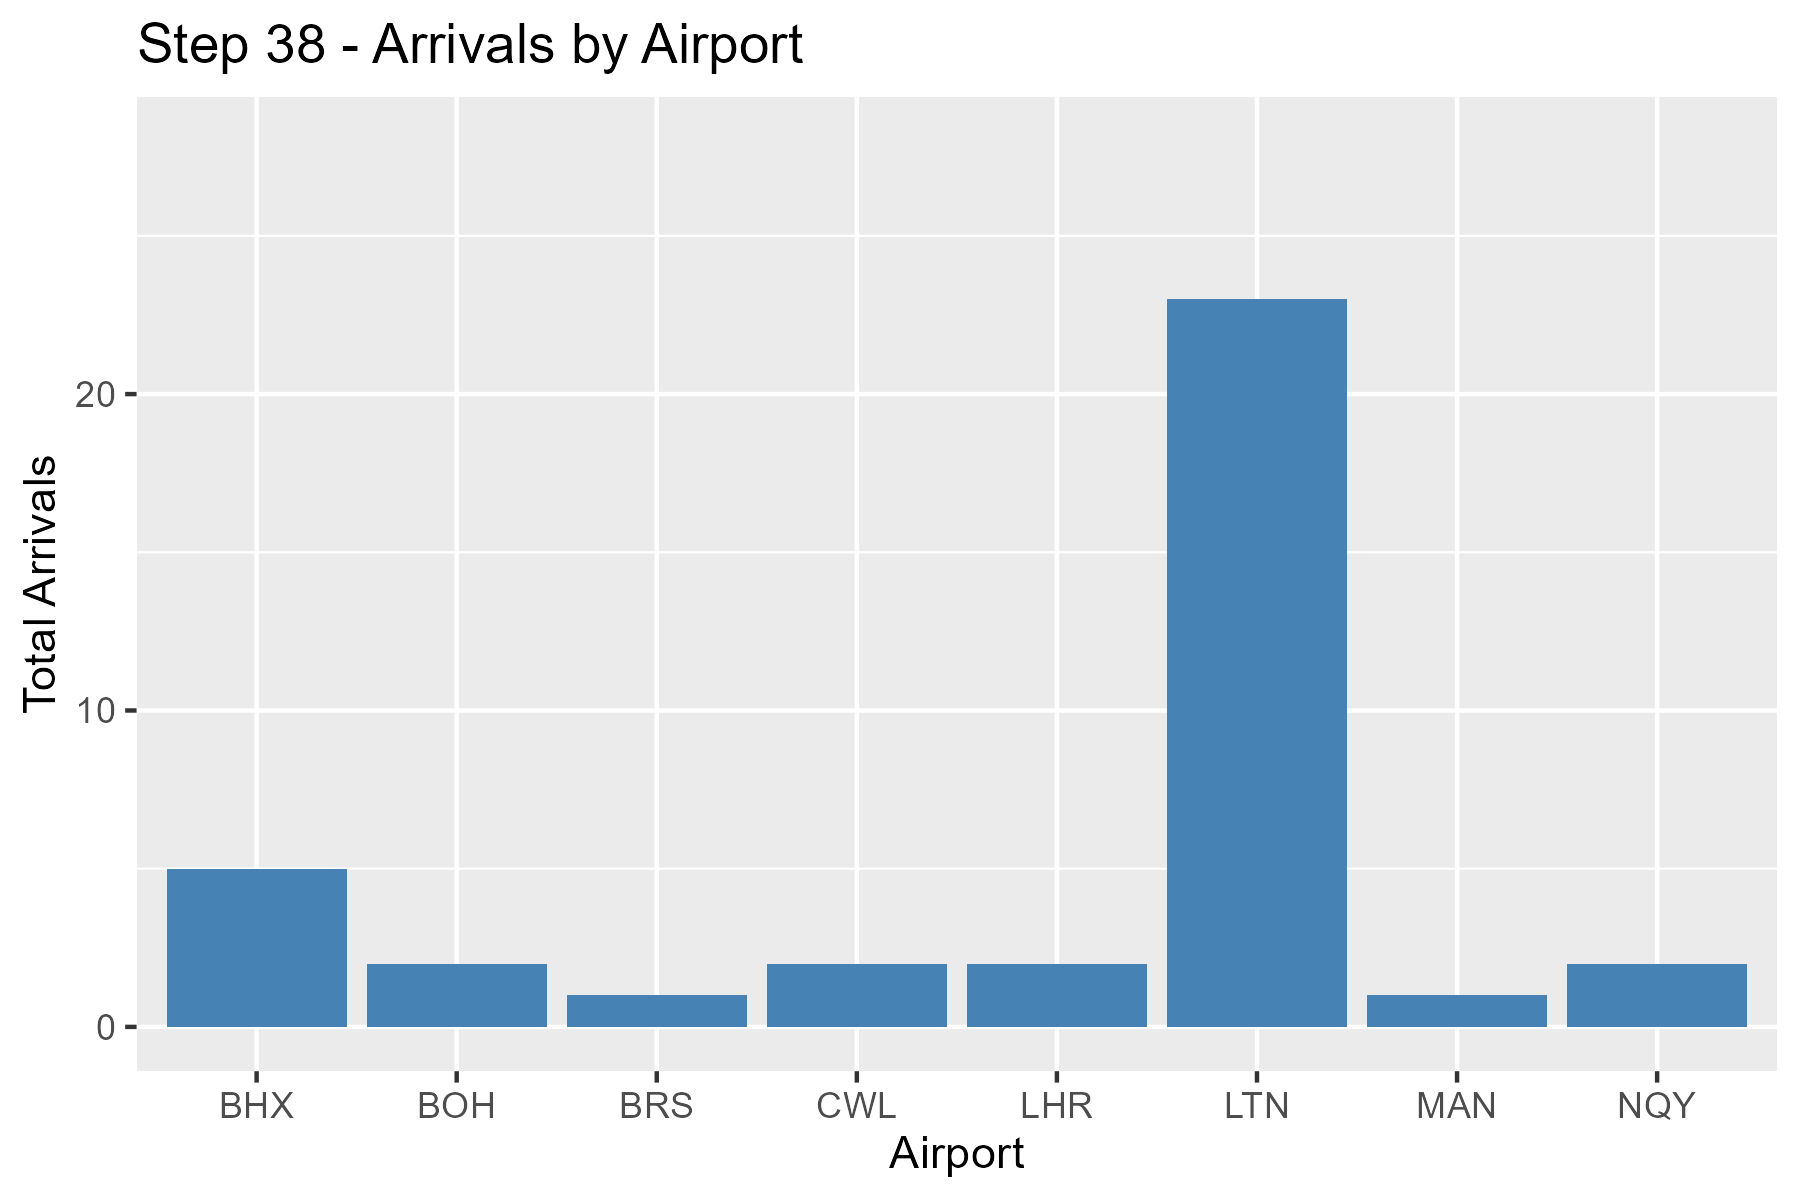 Step 38 - Arrivals by Airport
Total Arrivals
20
10
0
BHX BOH BRS CWL LHR LTN MAN NQY
Airport